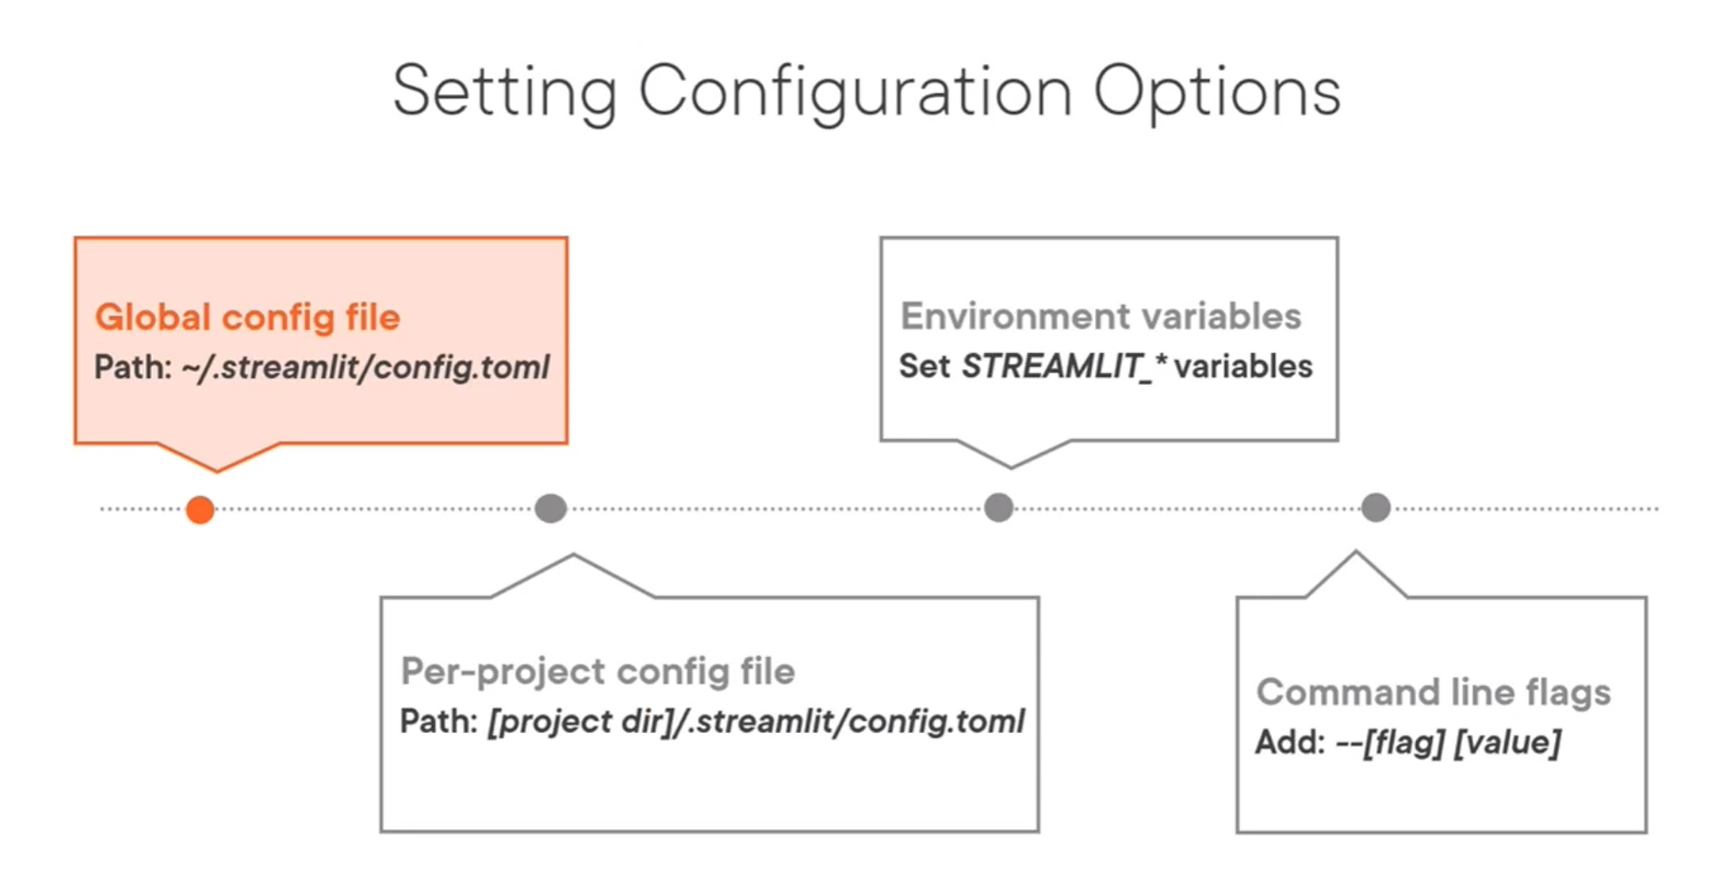 Setting Configuration Options
Global config file
Path: ~/.streamlit/config.toml
Per-project config file
Path: [project dir]/.streamlit/config.toml
Environment variables
Set STREAMLIT_* variables
Command line flags
Add: --[flag] [value]